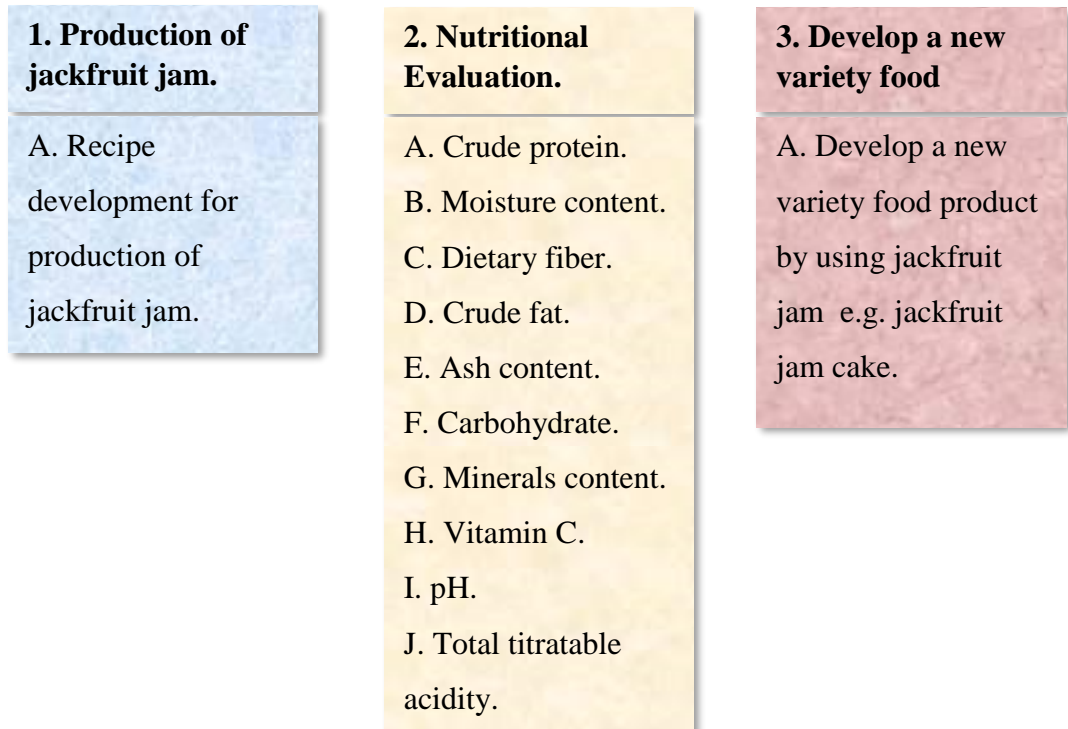 1. Production of
jackfruit jam.
A. Recipe
development for
production of
jackfruit jam.
2. Nutritional
Evaluation.
A. Crude protein.
B. Moisture content.
C. Dietary fiber.
D. Crude fat.
E. Ash content.
F. Carbohydrate.
G. Minerals content.
H. Vitamin C.
I. pH.
J. Total titratable
acidity.
3. Develop a new
variety food
A. Develop a new
variety food product
by using jackfruit
jam  e.g. jackfruit
jam cake.